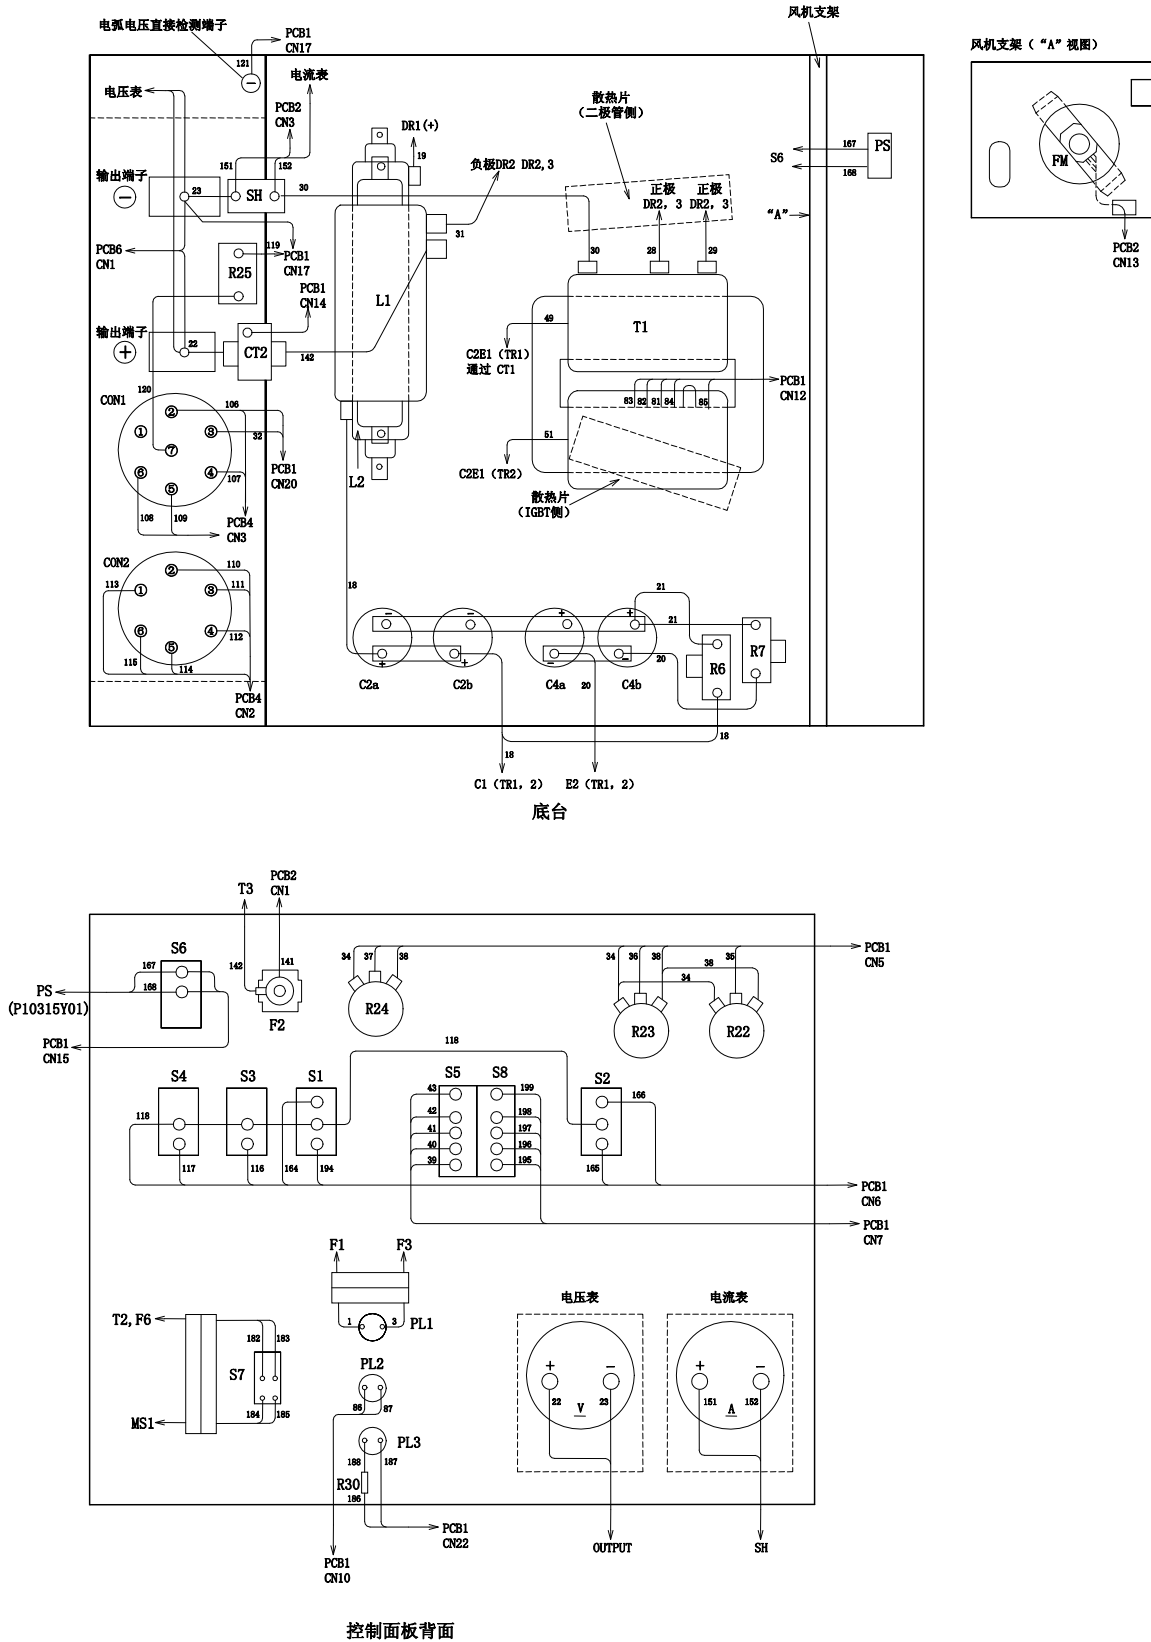 电弧电压直接检测端子
PCB1
CN17
121
风机支架
风机支架（“A”视图）
电压表
电流表
PCB2
CN3
DR1(+)
19
散热片
（二极管侧）
151
152
输出端子
23
SH
30
负极DR2 DR2,3
正极
DR2, 3
正极
DR2, 3
S6
167
168
PS
FM
PCB2
CN13
31
“A”
PCB6
CN1
119
PCB1
CN17
R25
PCB1
CN14
L1
30
28
29
T1
输出端子
22
CT2
142
49
C2E1（TR1）
通过 CT1
PCB1
CN12
83
82
81
84
85
120
CON1
106
32
①
②
③
④
⑤
⑥
⑦
107
PCB1
CN20
L2
51
C2E1（TR2）
散热片
（IGBT侧）
108
109
PCB4
CN3
CON2
110
113
111
①
②
③
④
⑤
⑥
112
115
114
PCB4
CN2
18
21
21
20
R6
R7
C2a
C2b
C4a
20
C4b
18
18
C1（TR1, 2）
E2（TR1, 2）
底台
T3
PCB2
CN1
S6
142
141
167
168
PS
(P10315Y01)
PCB1
CN15
F2
34
37
38
R24
34
36
38
35
38
34
R23
R22
PCB1
CN5
118
S4
S3
S1
S5
S8
S2
118
117
116
164
194
43
42
41
40
39
199
198
197
196
195
166
165
PCB1
CN6
PCB1
CN7
F1
F3
1
3
PL1
T2,F6
182
183
S7
184
185
MS1
PL2
86
87
PL3
188
187
R30
186
PCB1
CN22
PCB1
CN10
电压表
电流表
+
−
22
V
23
+
−
151
A
152
OUTPUT
SH
控制面板背面